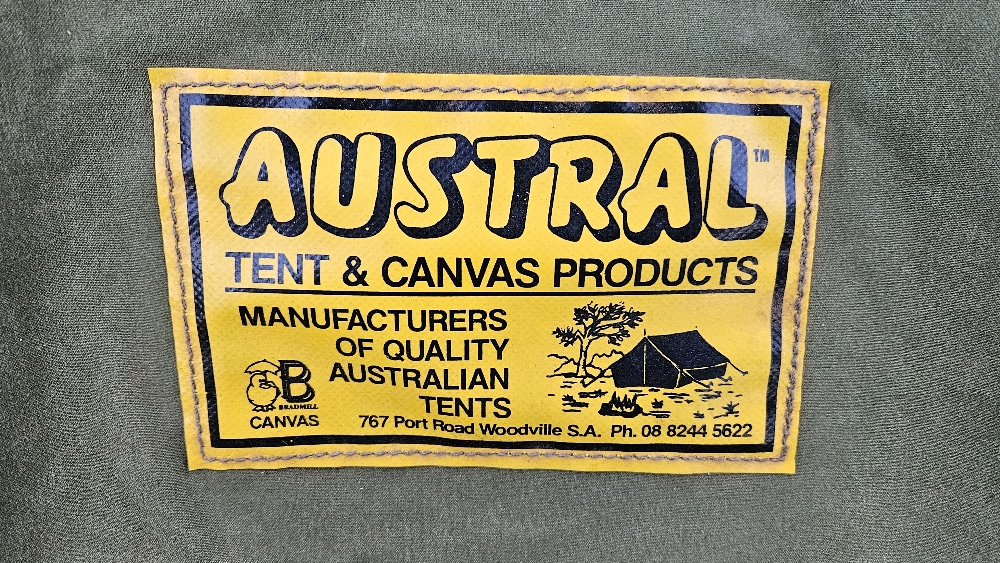 AUSTRAL™
TENT & CANVAS PRODUCTS
MANUFACTURERS
OF QUALITY
AUSTRALIAN
TENTS
B
BRADMILL
CANVAS
767 Port Road Woodville S.A. Ph. 08 8244 5622